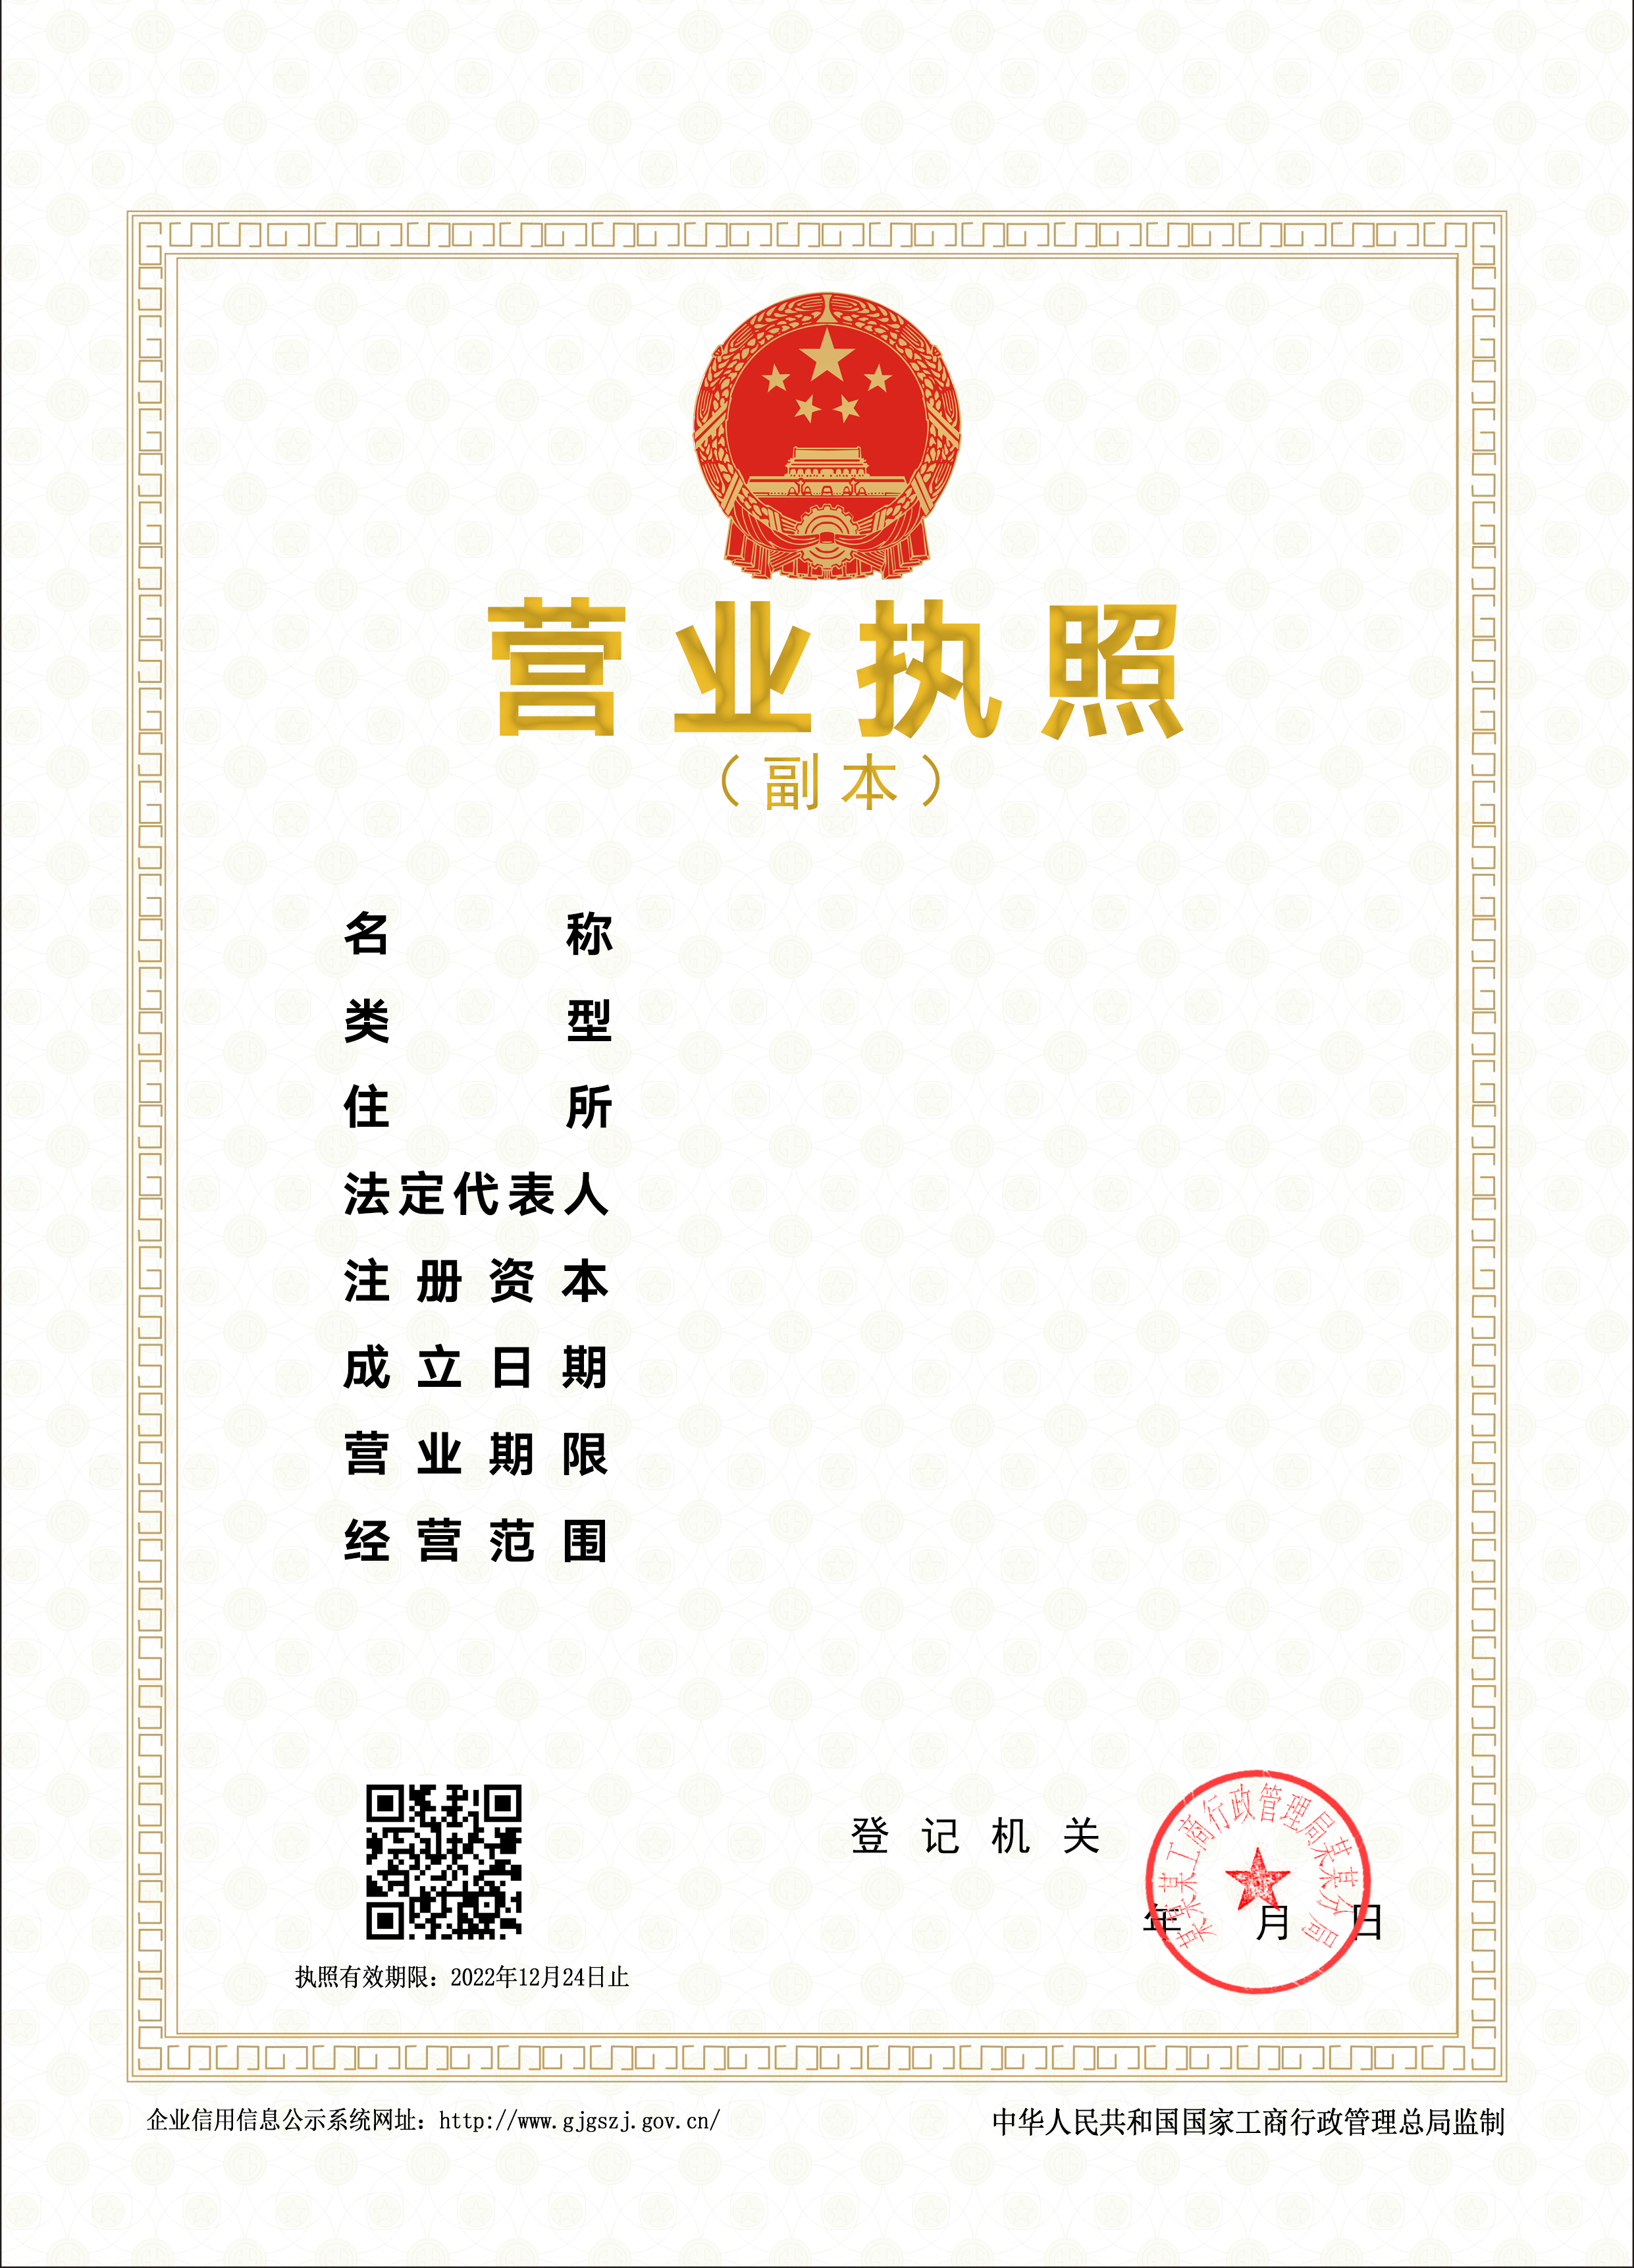 营业执照
（副本）
名称
类型
住所
法定代表人
注册资本
成立日期
营业期限
经营范围
登记机关
某某某工商行政管理局某某分局
年 月 日
执照有效期限：2022年12月24日止
企业信用信息公示系统网址：http://www.gjgszj.gov.cn/
中华人民共和国国家工商行政管理总局监制